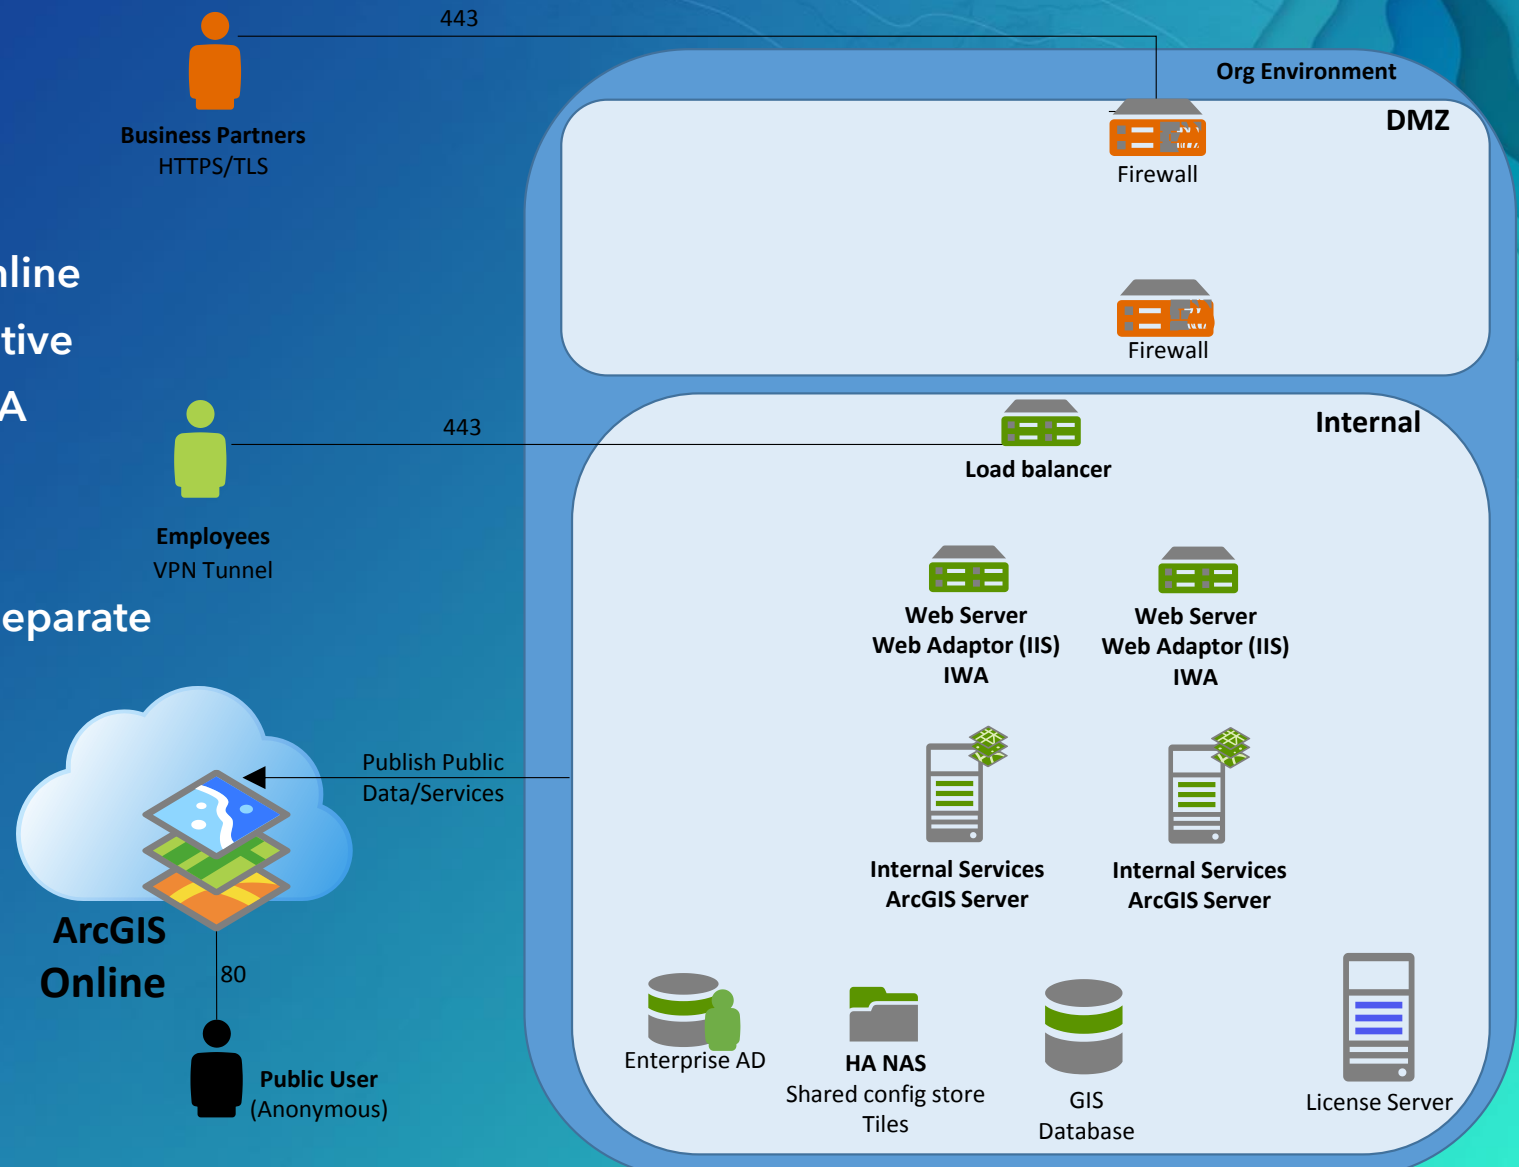 443
Org Environment
DMZ
Business Partners
HTTPS/TLS
Firewall
Firewall
Internal
443
Load balancer
Employees
VPN Tunnel
eparate
Web Server
Web Adaptor (IIS)
IWA
Web Server
Web Adaptor (IIS)
IWA
Publish Public
Data/Services
Internal Services
ArcGIS Server
Internal Services
ArcGIS Server
ArcGIS
Online
80
Public User
(Anonymous)
Enterprise AD
HA NAS
Shared config store
Tiles
GIS
Database
License Server
nline
tive
A